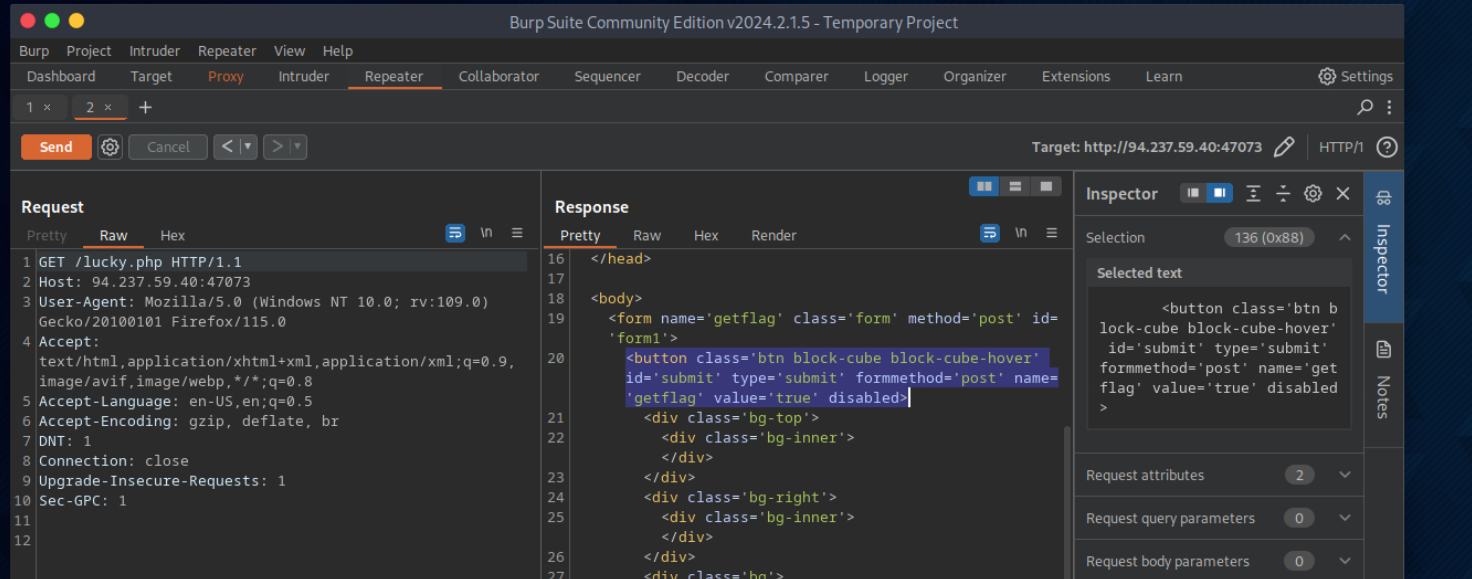 Burp Suite Community Edition v2024.2.1.5 - Temporary Project
Burp Project Intruder Repeater View Help
Dashboard Target Proxy Intruder Repeater Collaborator Sequencer Decoder Comparer Logger Organizer Extensions Learn Settings
1 × 2 × +
Send Cancel < > Target: http://94.237.59.40:47073 HTTP/1 ?
Request
Pretty Raw Hex \n
1 GET /lucky.php HTTP/1.1
2 Host: 94.237.59.40:47073
3 User-Agent: Mozilla/5.0 (Windows NT 10.0; rv:109.0)
Gecko/20100101 Firefox/115.0
4 Accept:
text/html,application/xhtml+xml,application/xml;q=0.9,
image/avif,image/webp,*/*;q=0.8
5 Accept-Language: en-US,en;q=0.5
6 Accept-Encoding: gzip, deflate, br
7 DNT: 1
8 Connection: close
9 Upgrade-Insecure-Requests: 1
10 Sec-GPC: 1
11
12
Response
Pretty Raw Hex Render \n
16 </head>
17
18 <body>
19 <form name='getflag' class='form' method='post' id=
'form1'>
20 <button class='btn block-cube block-cube-hover'
id='submit' type='submit' formmethod='post' name=
'getflag' value='true' disabled>
21 <div class='bg-top'>
22 <div class='bg-inner'>
</div>
23 </div>
24 <div class='bg-right'>
25 <div class='bg-inner'>
</div>
26 </div>
27 <div class='bg'>
Inspector
Selection 136 (0x88)
Selected text
<button class='btn b
lock-cube block-cube-hover'
id='submit' type='submit'
formmethod='post' name='get
flag' value='true' disabled
>
Request attributes 2
Request query parameters 0
Request body parameters 0
Inspector
Notes